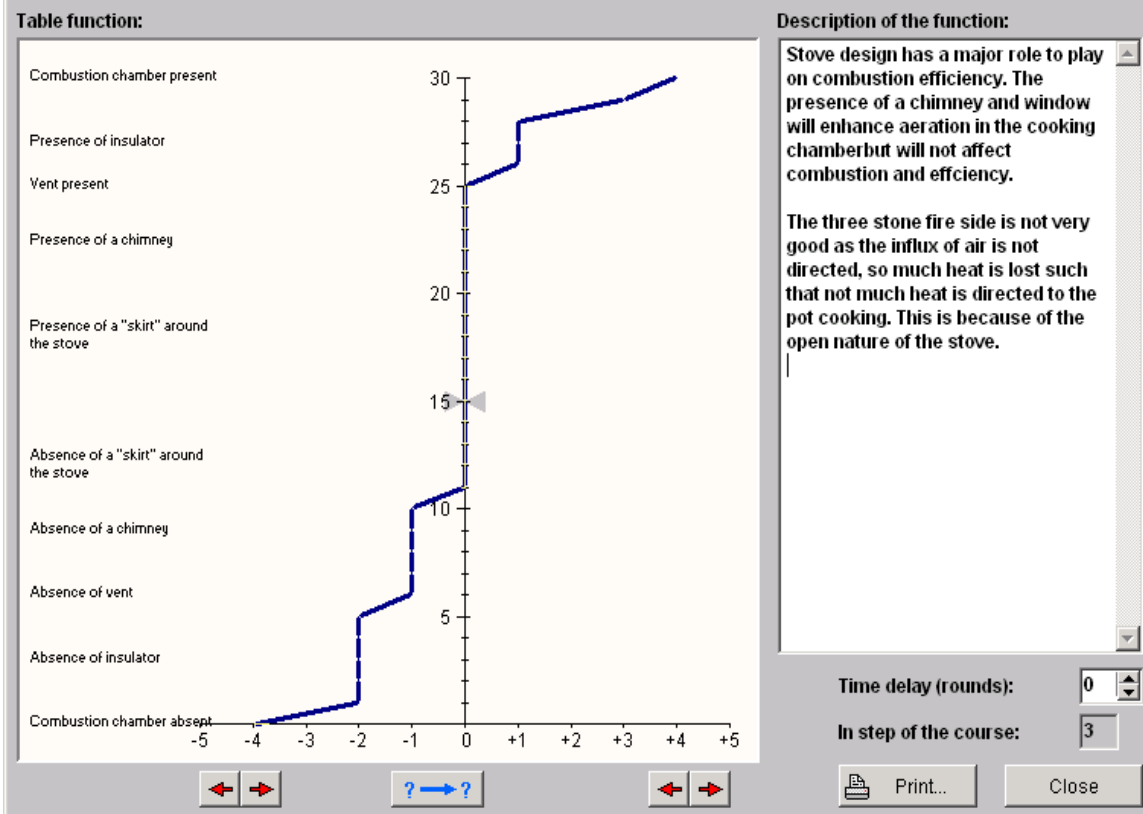 Table function:
Combustion chamber present
Presence of insulator
Vent present
Presence of a chimney
Presence of a "skirt" around
the stove
Absence of a "skirt" around
the stove
Absence of a chimney
Absence of vent
Absence of insulator
Combustion chamber absent
30
25
20
15
10
5
-5 -4 -3 -2 -1 0 +1 +2 +3 +4 +5
? ?
Description of the function:
Stove design has a major role to play
on combustion efficiency. The
presence of a chimney and window
will enhance aeration in the cooking
chamberbut will not affect
combustion and effciency.
The three stone fire side is not very
good as the influx of air is not
directed, so much heat is lost such
that not much heat is directed to the
pot cooking. This is because of the
open nature of the stove.
Time delay (rounds): 0
In step of the course: 3
Print... Close